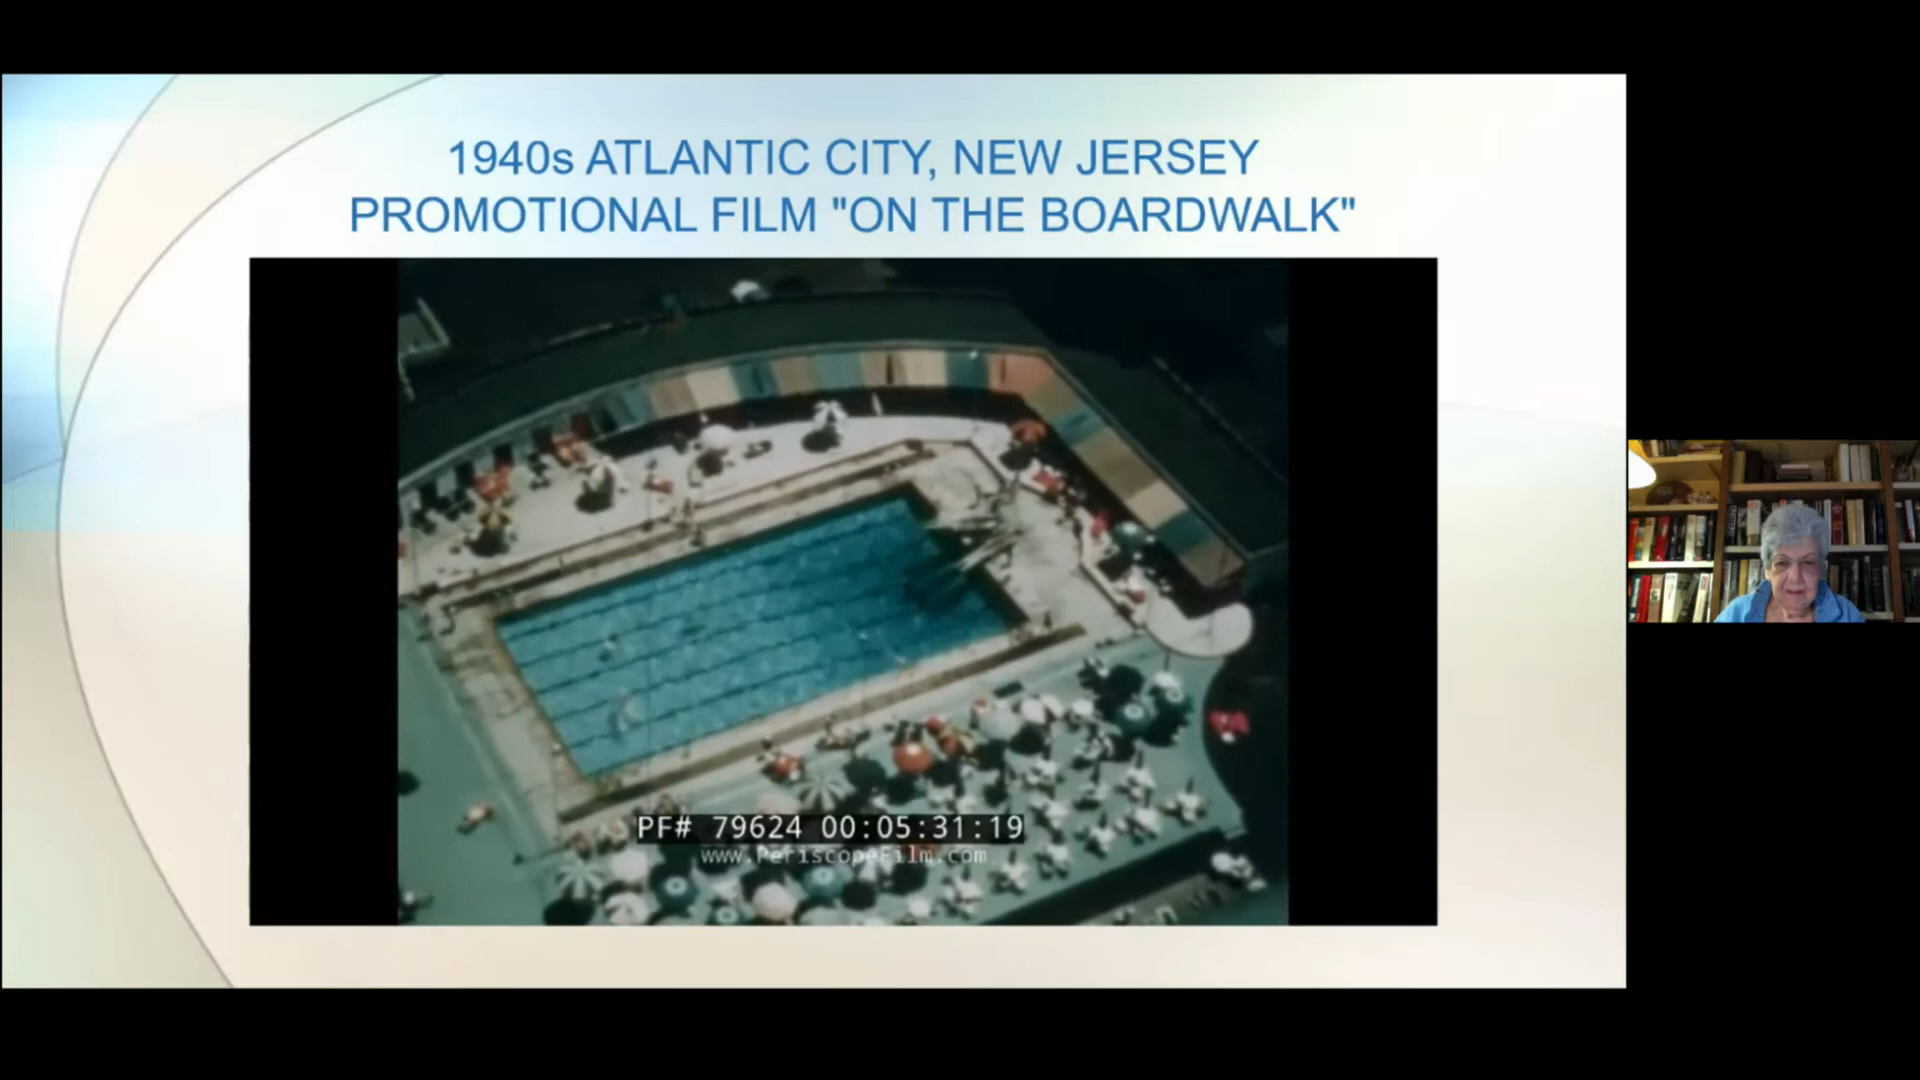 1940s ATLANTIC CITY, NEW JERSEY
PROMOTIONAL FILM "ON THE BOARDWALK"
PF# 79624 00:05:31:19
www.PeriscopeFilm.com